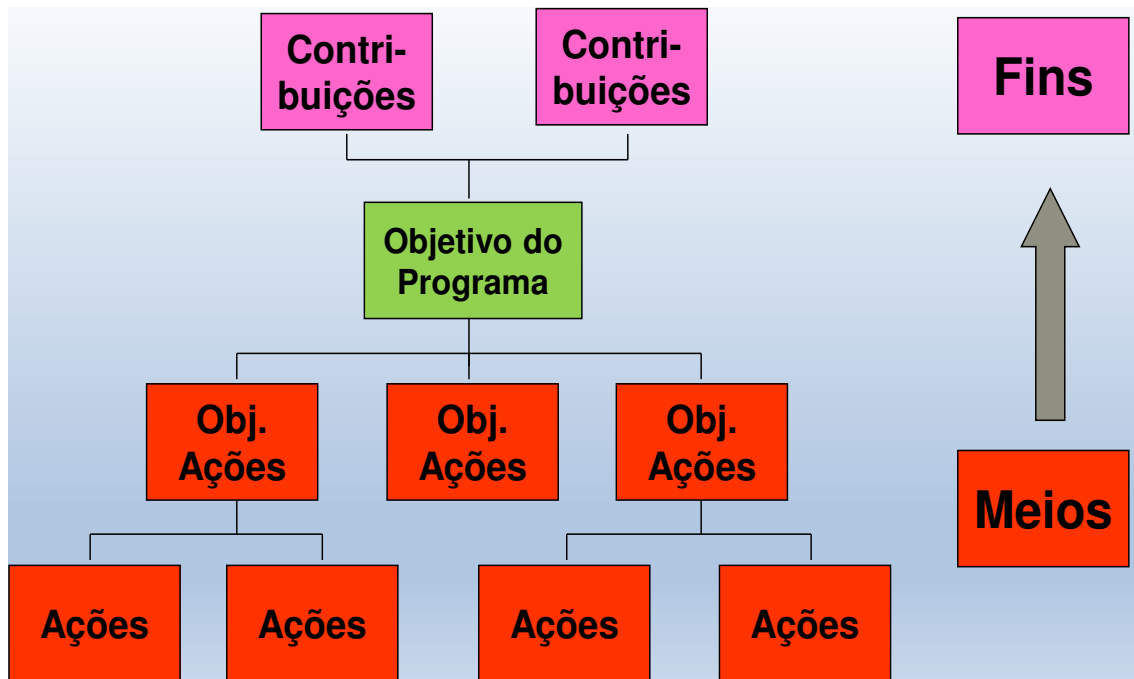 Contri-
buições
Contri-
buições
Fins
Objetivo do
Programa
Obj.
Ações
Obj.
Ações
Obj.
Ações
Meios
Ações
Ações
Ações
Ações